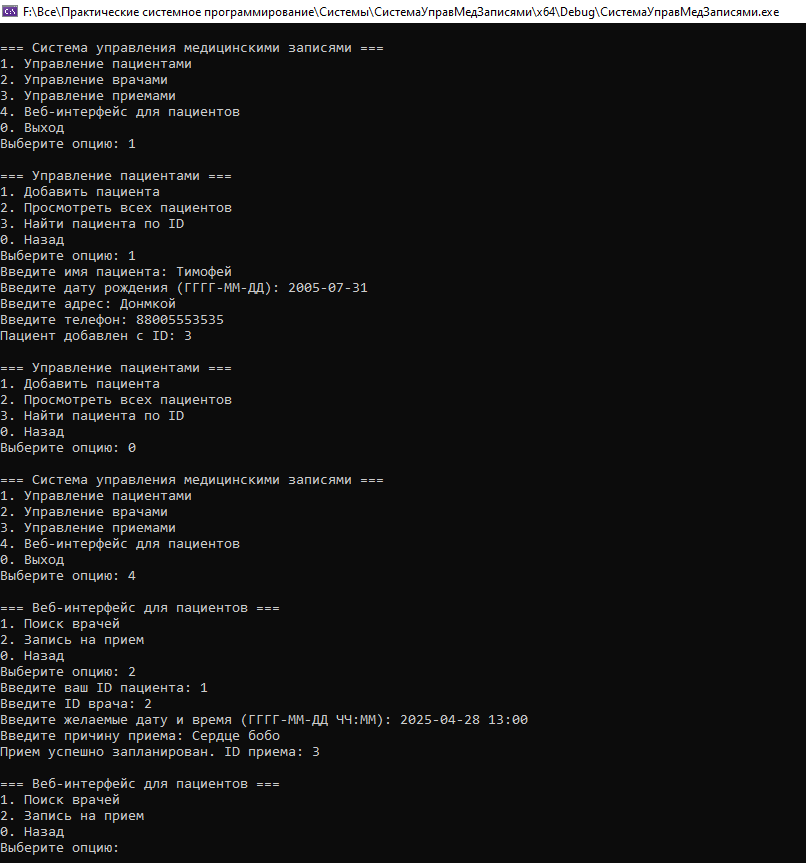 F:\Все\Практические системное программирование\Системы\СистемаУправМедЗаписями\x64\Debug\СистемаУправМедЗаписями.exe
=== Система управления медицинскими записями ===
1. Управление пациентами
2. Управление врачами
3. Управление приемами
4. Веб-интерфейс для пациентов
0. Выход
Выберите опцию: 1
=== Управление пациентами ===
1. Добавить пациента
2. Просмотреть всех пациентов
3. Найти пациента по ID
0. Назад
Выберите опцию: 1
Введите имя пациента: Тимофей
Введите дату рождения (ГГГГ-ММ-ДД): 2005-07-31
Введите адрес: Донмкой
Введите телефон: 88005553535
Пациент добавлен с ID: 3
=== Управление пациентами ===
1. Добавить пациента
2. Просмотреть всех пациентов
3. Найти пациента по ID
0. Назад
Выберите опцию: 0
=== Система управления медицинскими записями ===
1. Управление пациентами
2. Управление врачами
3. Управление приемами
4. Веб-интерфейс для пациентов
0. Выход
Выберите опцию: 4
=== Веб-интерфейс для пациентов ===
1. Поиск врачей
2. Запись на прием
0. Назад
Выберите опцию: 2
Введите ваш ID пациента: 1
Введите ID врача: 2
Введите желаемые дату и время (ГГГГ-ММ-ДД ЧЧ:ММ): 2025-04-28 13:00
Введите причину приема: Сердце бобо
Прием успешно запланирован. ID приема: 3
=== Веб-интерфейс для пациентов ===
1. Поиск врачей
2. Запись на прием
0. Назад
Выберите опцию: